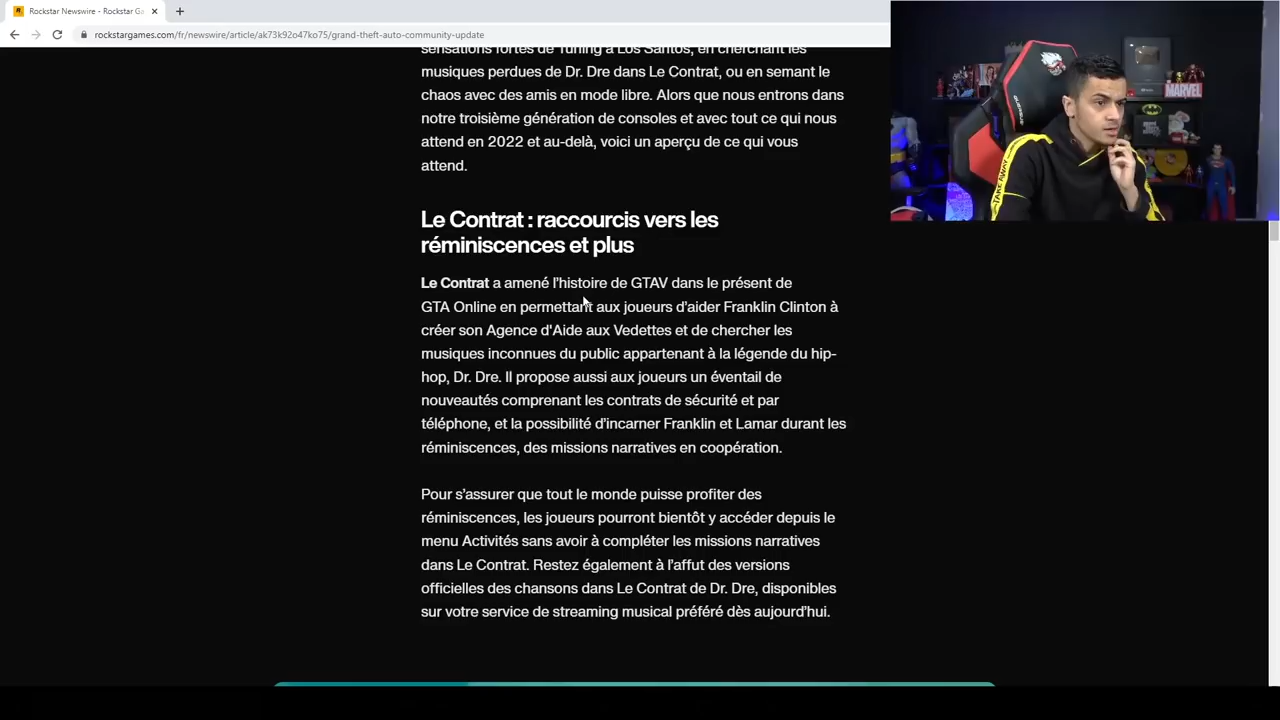 Rockstar Newswire - Rockstar Ga
rockstargames.com/fr/newswire/article/ak73k92o47ko75/grand-theft-auto-community-update
sensations fortes de Tuning à Los Santos, en cherchant les
musiques perdues de Dr. Dre dans Le Contrat, ou en semant le
chaos avec des amis en mode libre. Alors que nous entrons dans
notre troisième génération de consoles et avec tout ce qui nous
attend en 2022 et au-delà, voici un aperçu de ce qui vous
attend.
Le Contrat : raccourcis vers les
réminiscences et plus
Le Contrat a amené l’histoire de GTAV dans le présent de
GTA Online en permettant aux joueurs d’aider Franklin Clinton à
créer son Agence d'Aide aux Vedettes et de chercher les
musiques inconnues du public appartenant à la légende du hip-
hop, Dr. Dre. Il propose aussi aux joueurs un éventail de
nouveautés comprenant les contrats de sécurité et par
téléphone, et la possibilité d’incarner Franklin et Lamar durant les
réminiscences, des missions narratives en coopération.
Pour s’assurer que tout le monde puisse profiter des
réminiscences, les joueurs pourront bientôt y accéder depuis le
menu Activités sans avoir à compléter les missions narratives
dans Le Contrat. Restez également à l’affut des versions
officielles des chansons dans Le Contrat de Dr. Dre, disponibles
sur votre service de streaming musical préféré dès aujourd’hui.
MARVEL
TAKE AWAY